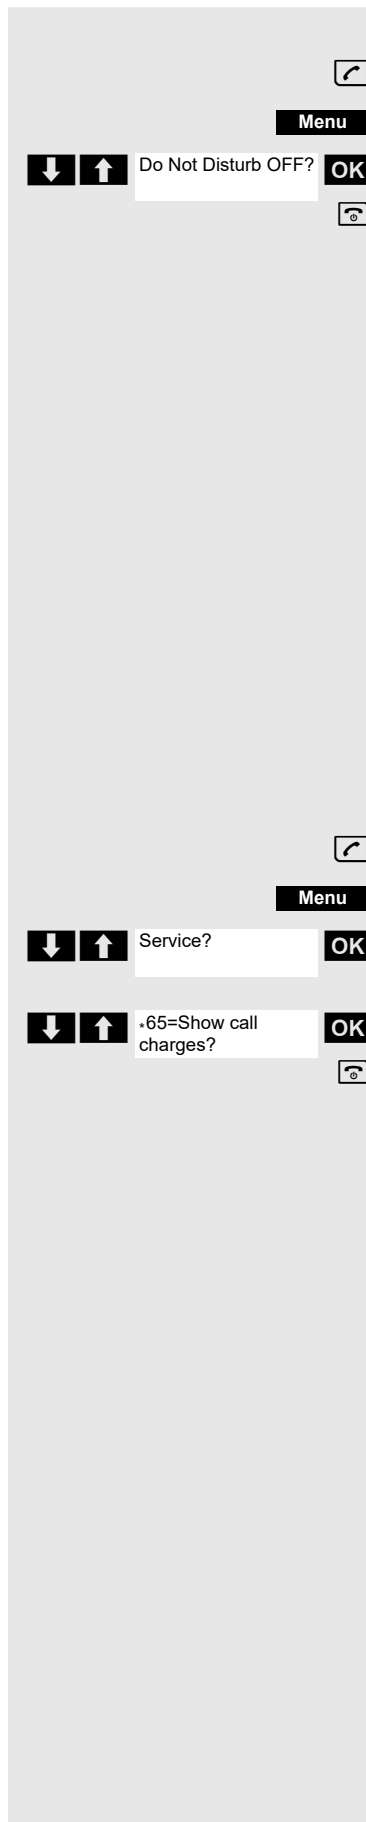 Menu
Do Not Disturb OFF? OK
Menu
Service? OK
*65=Show call OK
charges?